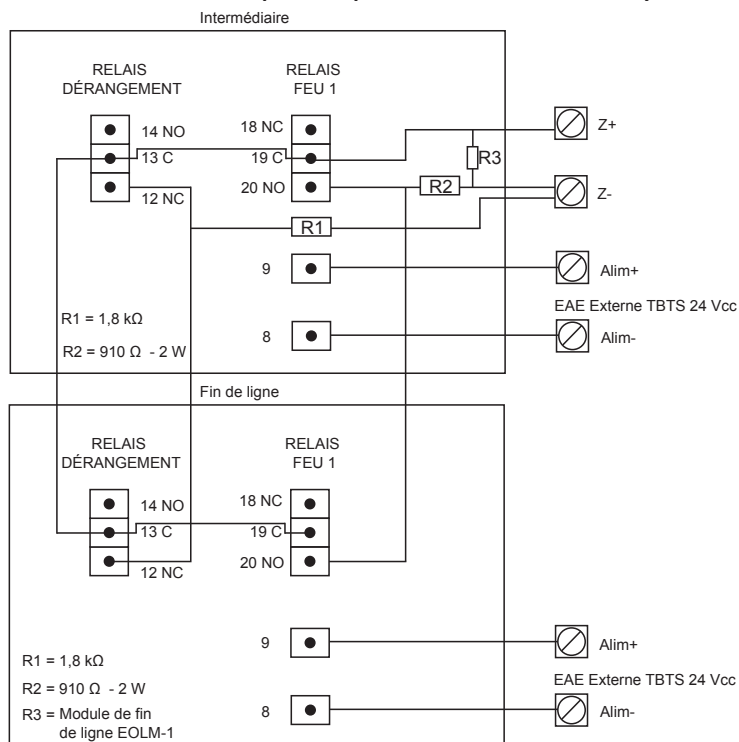 Intermédiaire
RELAIS
DÉRANGEMENT
RELAIS
FEU 1
14 NO
13 C
12 NC
18 NC
19 C
20 NO
R3
R2
R1
Z+
Z-
9
Alim+
EAE Externe TBTS 24 Vcc
8
Alim-
R1 = 1,8 kΩ
R2 = 910 Ω - 2 W
Fin de ligne
RELAIS
DÉRANGEMENT
RELAIS
FEU 1
14 NO
13 C
12 NC
18 NC
19 C
20 NO
9
Alim+
EAE Externe TBTS 24 Vcc
8
Alim-
R1 = 1,8 kΩ
R2 = 910 Ω - 2 W
R3 = Module de fin
de ligne EOLM-1